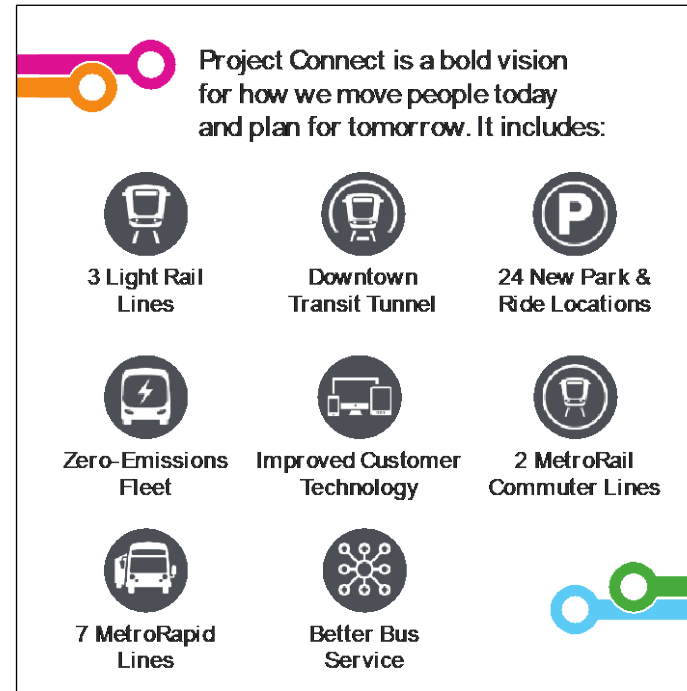 Project Connect is a bold vision
for how we move people today
and plan for tomorrow. It includes:
3 Light Rail
Lines
Downtown
Transit Tunnel
P
24 New Park &
Ride Locations
Zero-Emissions
Fleet
Improved Customer
Technology
2 MetroRail
Commuter Lines
7 MetroRapid
Lines
Better Bus
Service